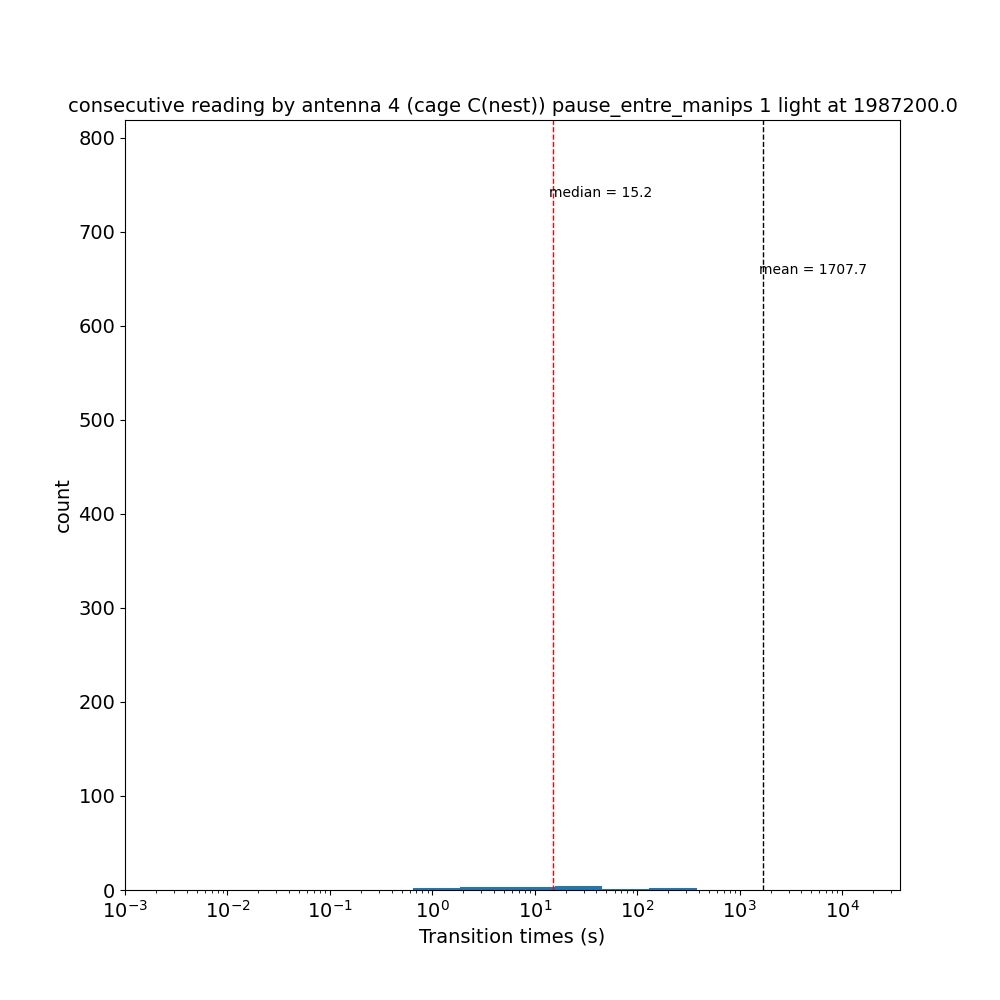 consecutive reading by antenna 4 (cage C(nest)) pause_entre_manips 1 light at 1987200.0
800
median = 15.2
700
mean = 1707.7
600
500
count
400
300
200
100
0
10⁻³ 10⁻² 10⁻¹ 10⁰ 10¹ 10² 10³ 10⁴
Transition times (s)